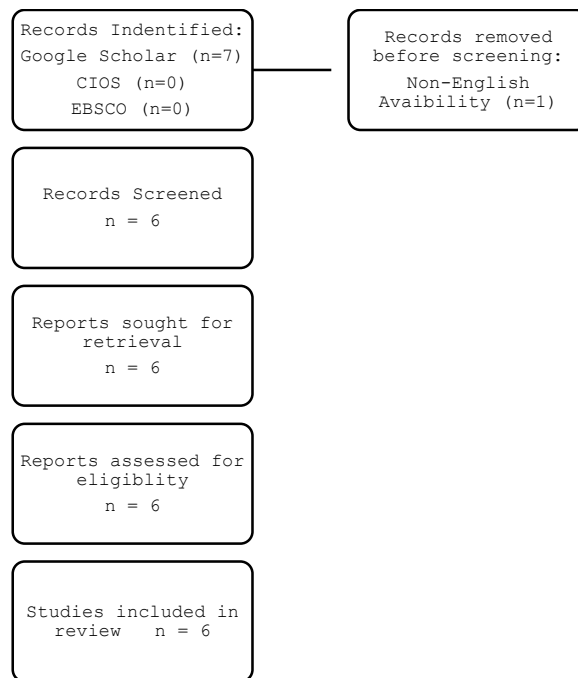 Records Indentified:
Google Scholar (n=7)
CIOS (n=0)
EBSCO (n=0)
Records removed
before screening:
Non-English
Avaibility (n=1)
Records Screened
n = 6
Reports sought for
retrieval
n = 6
Reports assessed for
eligiblity
n = 6
Studies included in
review n = 6